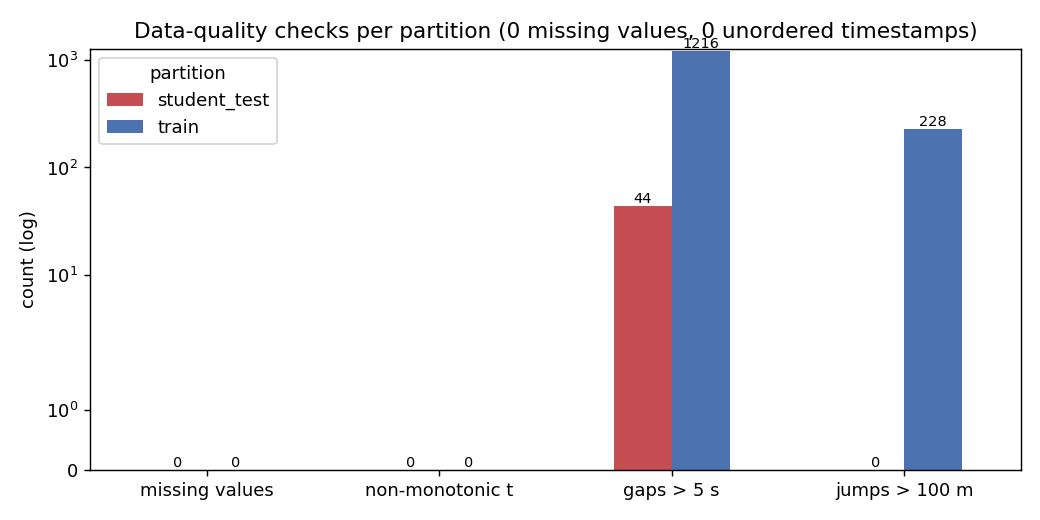 Data-quality checks per partition (0 missing values, 0 unordered timestamps)
partition
student_test
train
count (log)
10³
10²
10¹
10⁰
0
0
0
0
0
44
1216
0
228
missing values
non-monotonic t
gaps > 5 s
jumps > 100 m